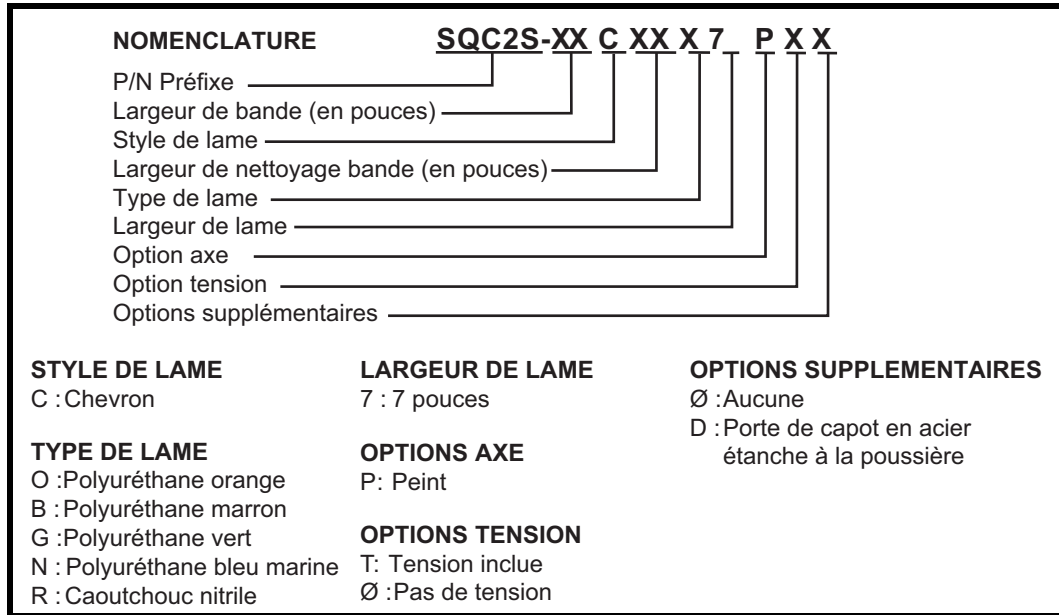 NOMENCLATURE SQC2S-XX C XX X 7_ P X X
P/N Préfixe
Largeur de bande (en pouces)
Style de lame
Largeur de nettoyage bande (en pouces)
Type de lame
Largeur de lame
Option axe
Option tension
Options supplémentaires
STYLE DE LAME
C : Chevron
TYPE DE LAME
O :Polyuréthane orange
B : Polyuréthane marron
G :Polyuréthane vert
N : Polyuréthane bleu marine
R : Caoutchouc nitrile
LARGEUR DE LAME
7 : 7 pouces
OPTIONS AXE
P: Peint
OPTIONS TENSION
T: Tension inclue
Ø :Pas de tension
OPTIONS SUPPLEMENTAIRES
Ø :Aucune
D :Porte de capot en acier
étanche à la poussière